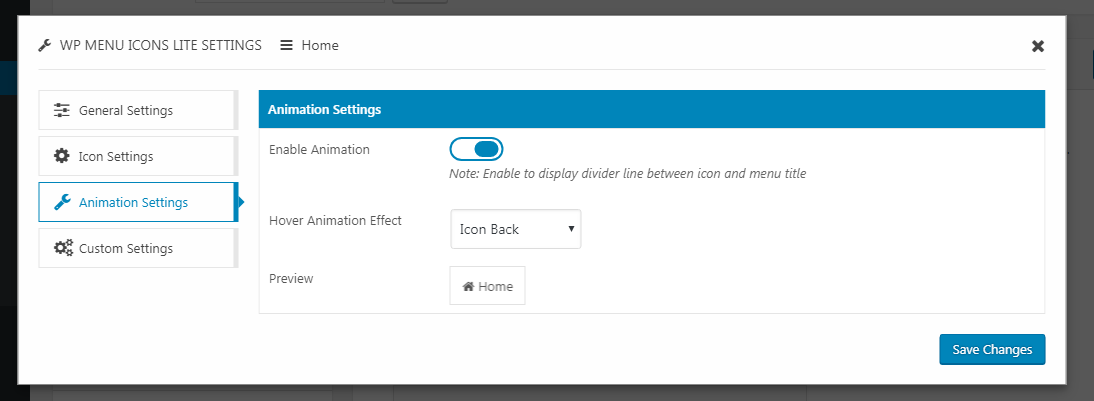 WP MENU ICONS LITE SETTINGS Home
General Settings
Icon Settings
Animation Settings
Custom Settings
Animation Settings
Enable Animation
Note: Enable to display divider line between icon and menu title
Hover Animation Effect
Icon Back
Preview
Home
Save Changes